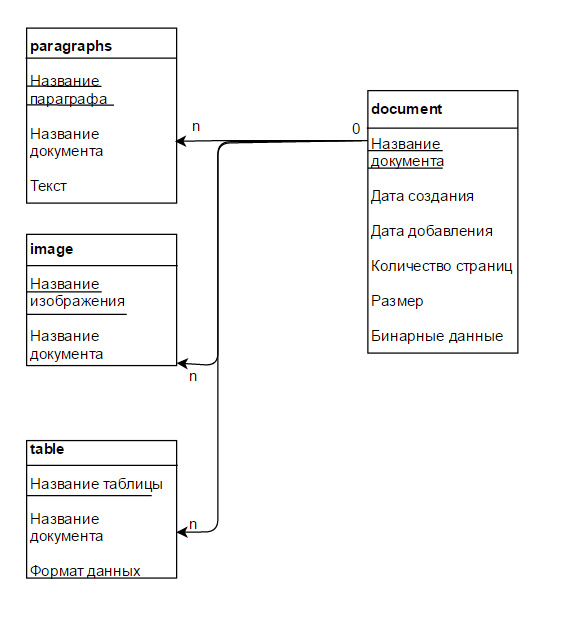 paragraphs
Название
параграфа
Название
документа
Текст
n
0
document
Название
документа
Дата создания
Дата добавления
Количество страниц
Размер
Бинарные данные
image
Название
изображения
Название
документа
n
table
Название таблицы
Название
документа
Формат данных
n